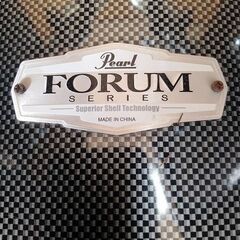 Pearl
FORUM
SERIES
Superior Shell Technology
MADE IN CHINA